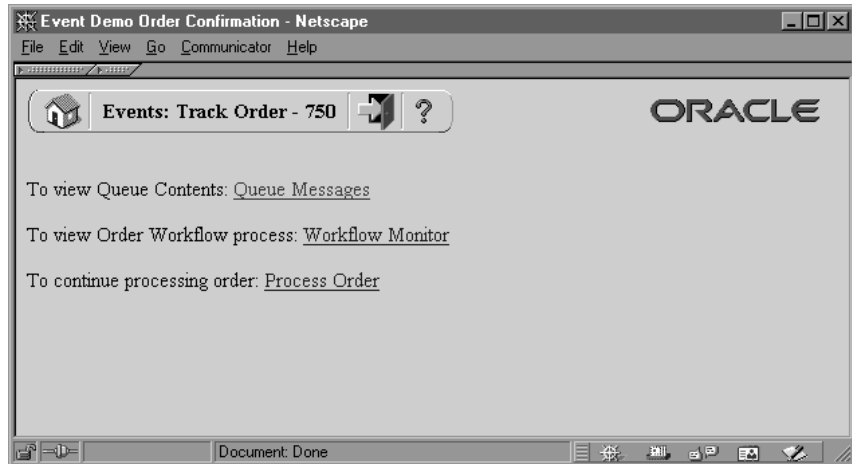 Event Demo Order Confirmation - Netscape
File Edit View Go Communicator Help
Events: Track Order - 750 ?
ORACLE
To view Queue Contents: Queue Messages
To view Order Workflow process: Workflow Monitor
To continue processing order: Process Order
Document: Done